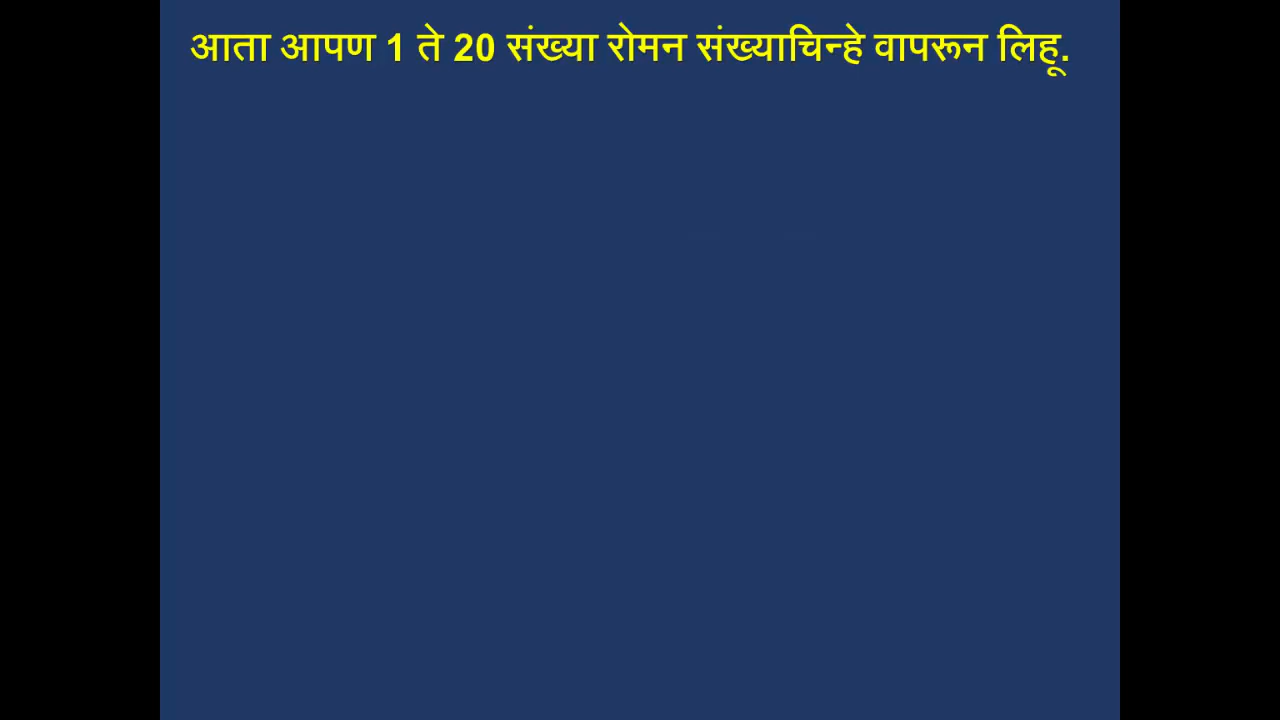 आता आपण 1 ते 20 संख्या रोमन संख्याचिन्हे वापरून लिहू.